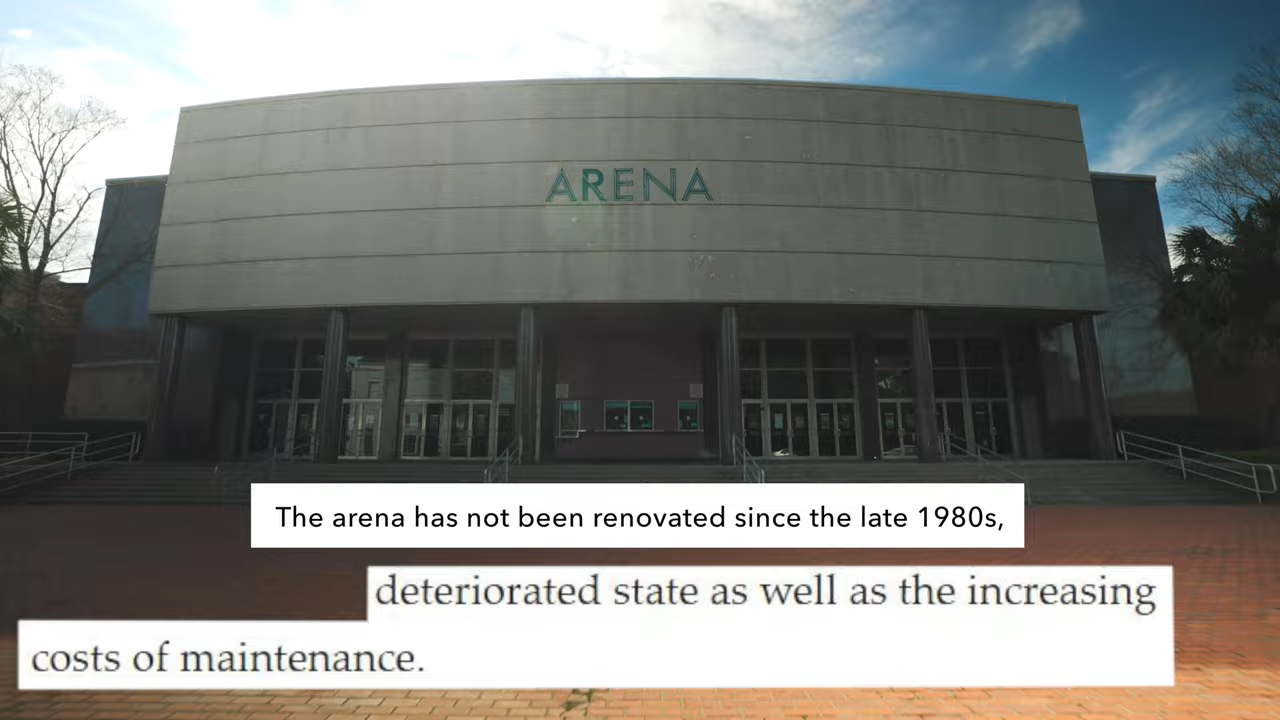 ARENA
The arena has not been renovated since the late 1980s,
deteriorated state as well as the increasing
costs of maintenance.